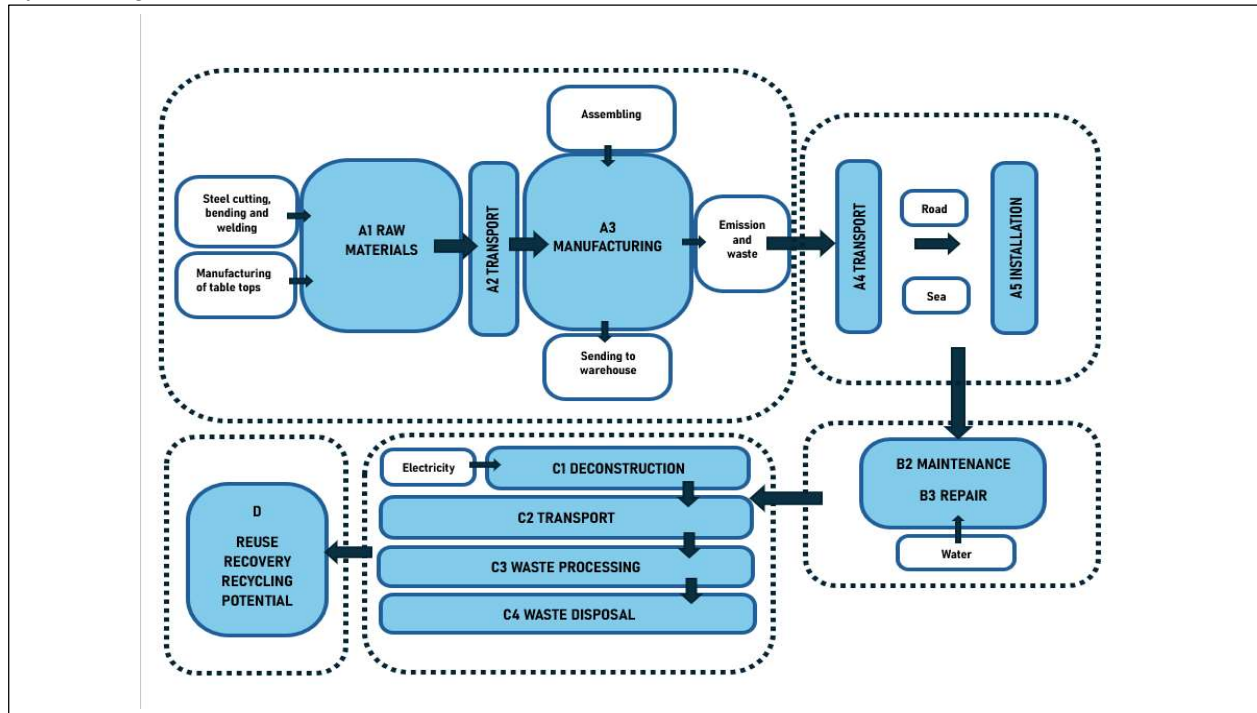 Assembling
Steel cutting,
bending and
welding
Manufacturing
of table tops
A1 RAW
MATERIALS
A2 TRANSPORT
A3
MANUFACTURING
Emission
and
waste
Sending to
warehouse
A4 TRANSPORT
Road
Sea
A5 INSTALLATION
B2 MAINTENANCE
B3 REPAIR
Water
Electricity
C1 DECONSTRUCTION
C2 TRANSPORT
C3 WASTE PROCESSING
C4 WASTE DISPOSAL
D
REUSE
RECOVERY
RECYCLING
POTENTIAL